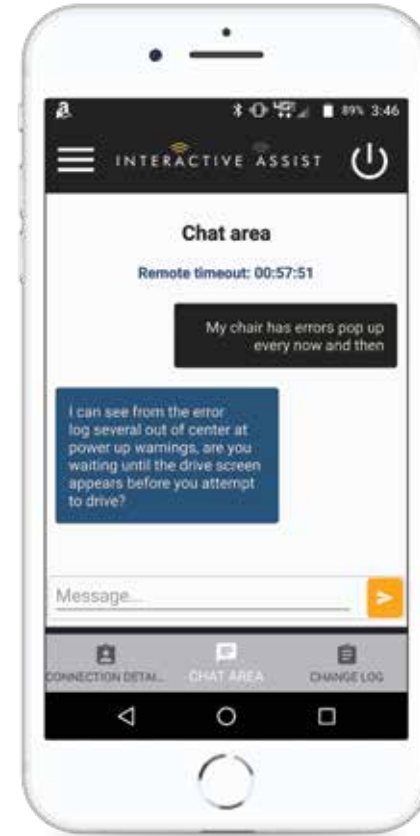 89% 3:46
INTERACTIVE ASSIST
Chat area
Remote timeout: 00:57:51
My chair has errors pop up
every now and then
I can see from the error
log several out of center at
power up warnings, are you
waiting until the drive screen
appears before you attempt
to drive?
Message...
CONNECTION DETAI... CHAT AREA CHANGE LOG